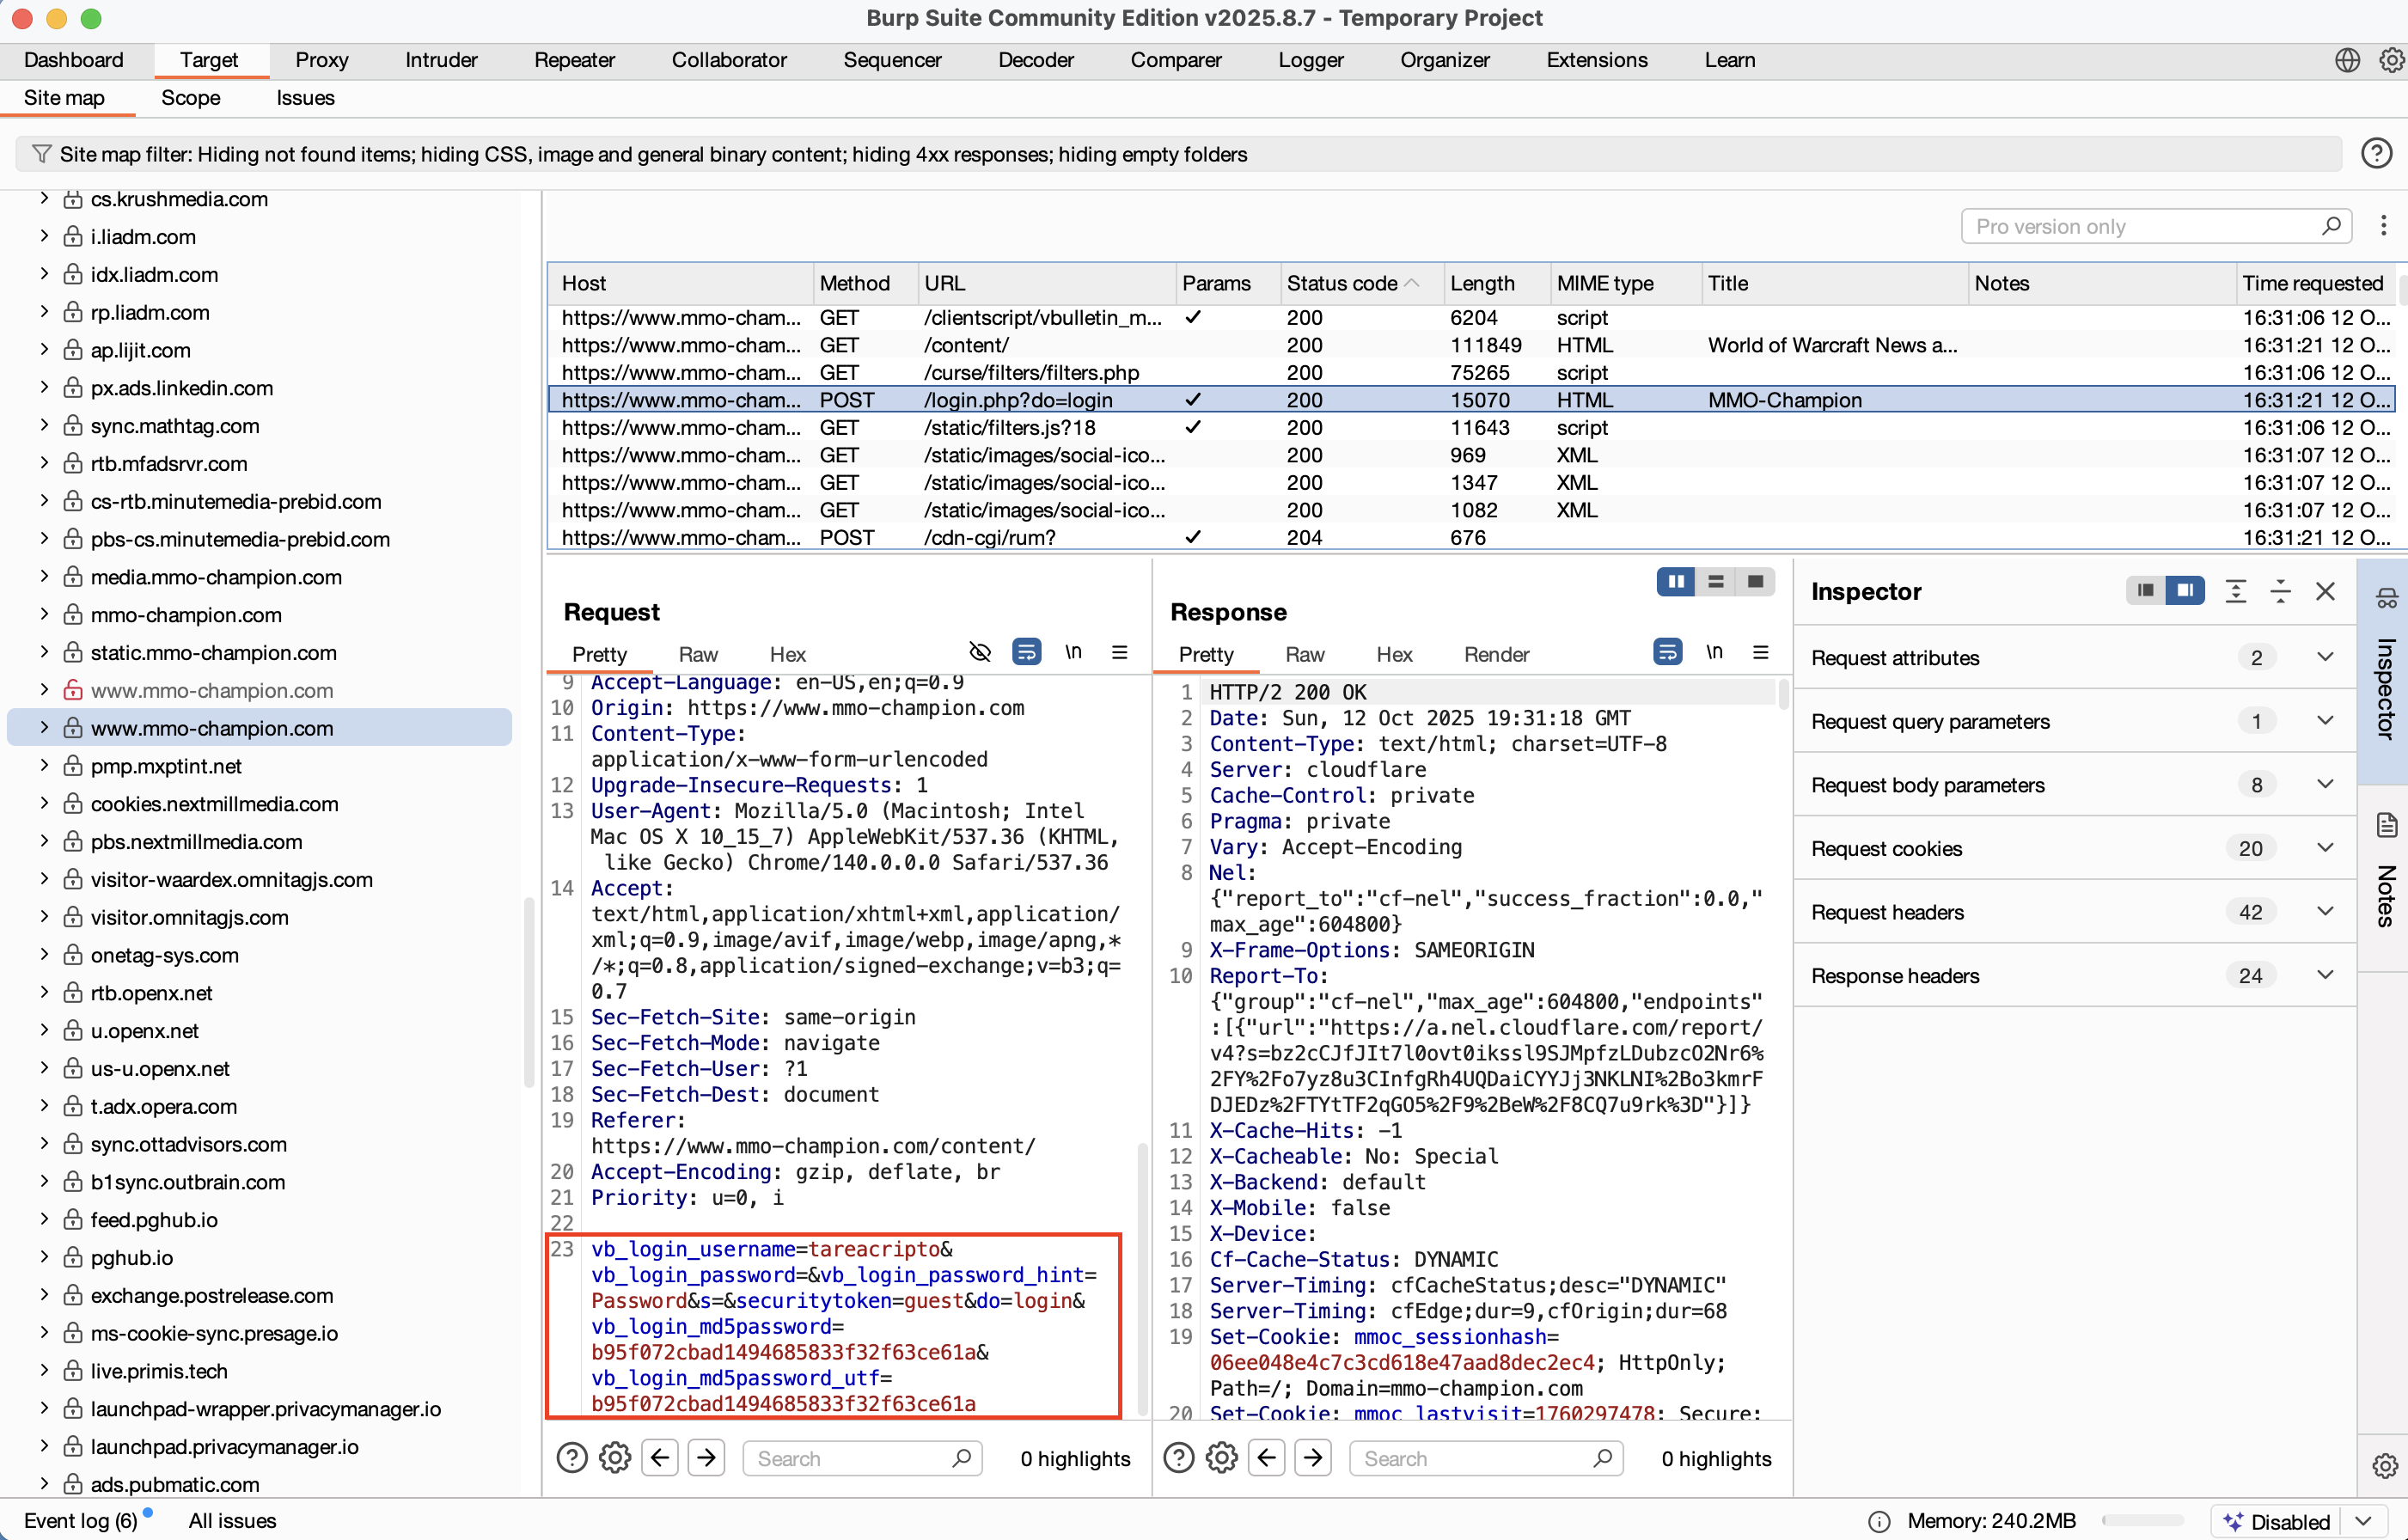 Burp Suite Community Edition v2025.8.7 - Temporary Project
Dashboard Target Proxy Intruder Repeater Collaborator Sequencer Decoder Comparer Logger Organizer Extensions Learn
Site map Scope Issues
Site map filter: Hiding not found items; hiding CSS, image and general binary content; hiding 4xx responses; hiding empty folders
cs.krushmedia.com
i.liadm.com
idx.liadm.com
rp.liadm.com
ap.lijit.com
px.ads.linkedin.com
sync.mathtag.com
rtb.mfadsrvr.com
cs-rtb.minutemedia-prebid.com
pbs-cs.minutemedia-prebid.com
media.mmo-champion.com
mmo-champion.com
static.mmo-champion.com
www.mmo-champion.com
www.mmo-champion.com
pmp.mxptint.net
cookies.nextmillmedia.com
pbs.nextmillmedia.com
visitor-waardex.omnitagjs.com
visitor.omnitagjs.com
onetag-sys.com
rtb.openx.net
u.openx.net
us-u.openx.net
t.adx.opera.com
sync.ottadvisors.com
b1sync.outbrain.com
feed.pghub.io
pghub.io
exchange.postrelease.com
ms-cookie-sync.presage.io
live.primis.tech
launchpad-wrapper.privacymanager.io
launchpad.privacymanager.io
ads.pubmatic.com
Pro version only
Host Method URL Params Status code Length MIME type Title Notes Time requested
https://www.mmo-cham... GET /clientscript/vbulletin_m... ✓ 200 6204 script 16:31:06 12 O...
https://www.mmo-cham... GET /content/ 200 111849 HTML World of Warcraft News a... 16:31:21 12 O...
https://www.mmo-cham... GET /curse/filters/filters.php 200 75265 script 16:31:06 12 O...
https://www.mmo-cham... POST /login.php?do=login ✓ 200 15070 HTML MMO-Champion 16:31:21 12 O...
https://www.mmo-cham... GET /static/filters.js?18 ✓ 200 11643 script 16:31:06 12 O...
https://www.mmo-cham... GET /static/images/social-ico... 200 969 XML 16:31:07 12 O...
https://www.mmo-cham... GET /static/images/social-ico... 200 1347 XML 16:31:07 12 O...
https://www.mmo-cham... GET /static/images/social-ico... 200 1082 XML 16:31:07 12 O...
https://www.mmo-cham... POST /cdn-cgi/rum? ✓ 204 676 16:31:21 12 O...
Request
Pretty Raw Hex \n
9 Accept-Language: en-US,en;q=0.9
10 Origin: https://www.mmo-champion.com
11 Content-Type:
application/x-www-form-urlencoded
12 Upgrade-Insecure-Requests: 1
13 User-Agent: Mozilla/5.0 (Macintosh; Intel
Mac OS X 10_15_7) AppleWebKit/537.36 (KHTML,
like Gecko) Chrome/140.0.0.0 Safari/537.36
14 Accept:
text/html,application/xhtml+xml,application/
xml;q=0.9,image/avif,image/webp,image/apng,*
/*;q=0.8,application/signed-exchange;v=b3;q=
0.7
15 Sec-Fetch-Site: same-origin
16 Sec-Fetch-Mode: navigate
17 Sec-Fetch-User: ?1
18 Sec-Fetch-Dest: document
19 Referer:
https://www.mmo-champion.com/content/
20 Accept-Encoding: gzip, deflate, br
21 Priority: u=0, i
22
23 vb_login_username=tareacripto&
vb_login_password=&vb_login_password_hint=
Password&s=&securitytoken=guest&do=login&
vb_login_md5password=
b95f072cbad1494685833f32f63ce61a&
vb_login_md5password_utf=
b95f072cbad1494685833f32f63ce61a
Search 0 highlights
Response
Pretty Raw Hex Render \n
1 HTTP/2 200 OK
2 Date: Sun, 12 Oct 2025 19:31:18 GMT
3 Content-Type: text/html; charset=UTF-8
4 Server: cloudflare
5 Cache-Control: private
6 Pragma: private
7 Vary: Accept-Encoding
8 Nel:
{"report_to":"cf-nel","success_fraction":0.0,"
max_age":604800}
9 X-Frame-Options: SAMEORIGIN
10 Report-To:
{"group":"cf-nel","max_age":604800,"endpoints"
:[{"url":"https://a.nel.cloudflare.com/report/
v4?s=bz2cCJfJIt7l0ovt0ikssl9SJMpfzLDubzcO2Nr6%
2FY%2Fo7yz8u3CInfgRh4UQDaiCYYJj3NKLNI%2Bo3kmrF
DJEDz%2FTYtTF2qGO5%2F9%2BeW%2F8CQ7u9rk%3D"}]}
11 X-Cache-Hits: -1
12 X-Cacheable: No: Special
13 X-Backend: default
14 X-Mobile: false
15 X-Device:
16 Cf-Cache-Status: DYNAMIC
17 Server-Timing: cfCacheStatus;desc="DYNAMIC"
18 Server-Timing: cfEdge;dur=9,cfOrigin;dur=68
19 Set-Cookie: mmoc_sessionhash=
06ee048e4c7c3cd618e47aad8dec2ec4; HttpOnly;
Path=/; Domain=mmo-champion.com
20 Set-Cookie: mmoc_lastvisit=1760297478; Secure;
Search 0 highlights
Inspector
Request attributes 2
Request query parameters 1
Request body parameters 8
Request cookies 20
Request headers 42
Response headers 24
Inspector
Notes
Event log (6) All issues
Memory: 240.2MB Disabled